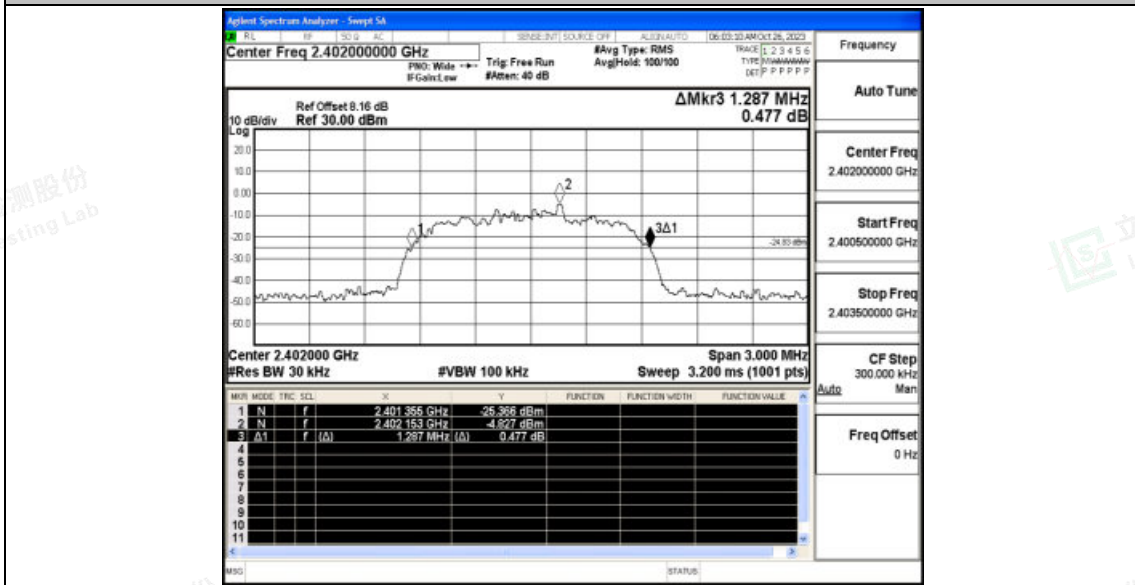 Agilent Spectrum Analyzer - Swept SA
RL RF 50 Ω AC SENSE:INT SOURCE OFF ALIGN AUTO 06:03:10 AM Oct 26, 2023
Center Freq 2.402000000 GHz
PNO: Wide
IFGain:Low
Trig: Free Run
#Atten: 40 dB
#Avg Type: RMS
Avg|Hold: 100/100
TRACE 1 2 3 4 5 6
TYPE
DET P P P P P P
Ref Offset 8.16 dB
10 dB/div Ref 30.00 dBm
ΔMkr3 1.287 MHz
0.477 dB
Log
20.0
10.0
0.00
-10.0
-20.0
-30.0
-40.0
-50.0
-60.0
1
2
3Δ1
-24.83 dBm
Center 2.402000 GHz
Span 3.000 MHz
#Res BW 30 kHz
#VBW 100 kHz
Sweep 3.200 ms (1001 pts)
MKR MODE TRC SCL X Y FUNCTION FUNCTION WIDTH FUNCTION VALUE
1 N f 2.401 355 GHz -25.366 dBm
2 N f 2.402 153 GHz -4.827 dBm
3 Δ1 f (Δ) 1.287 MHz (Δ) 0.477 dB
4
5
6
7
8
9
10
11
MSG
STATUS
Frequency
Auto Tune
Center Freq
2.402000000 GHz
Start Freq
2.400500000 GHz
Stop Freq
2.403500000 GHz
CF Step
300.000 kHz
Auto Man
Freq Offset
0 Hz
测股份
sting Lab
立